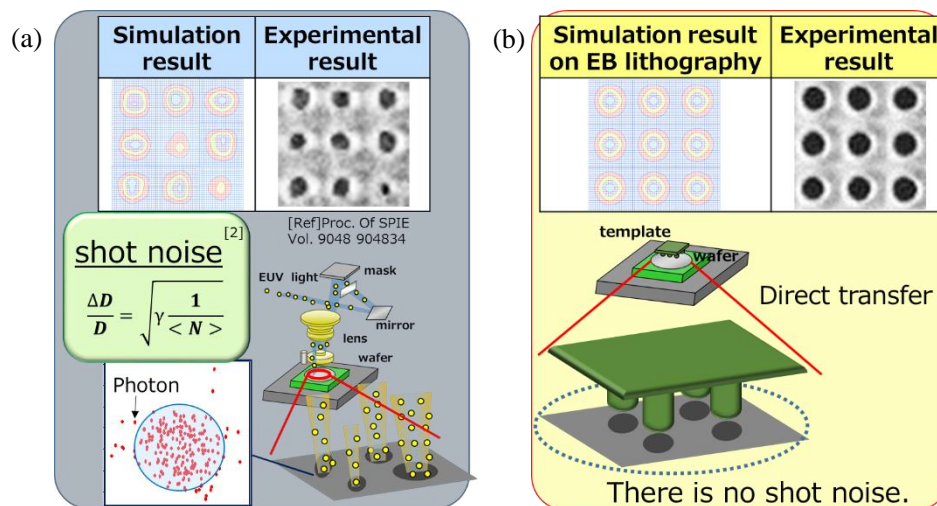 (a)
Simulation result
Experimental result
[Ref]Proc. Of SPIE
Vol. 9048 904834
shot noise[2]
ΔD/D = √(γ 1/<N>)
EUV light
mask
mirror
lens
wafer
Photon
(b)
Simulation result
on EB lithography
Experimental
result
template
wafer
Direct transfer
There is no shot noise.